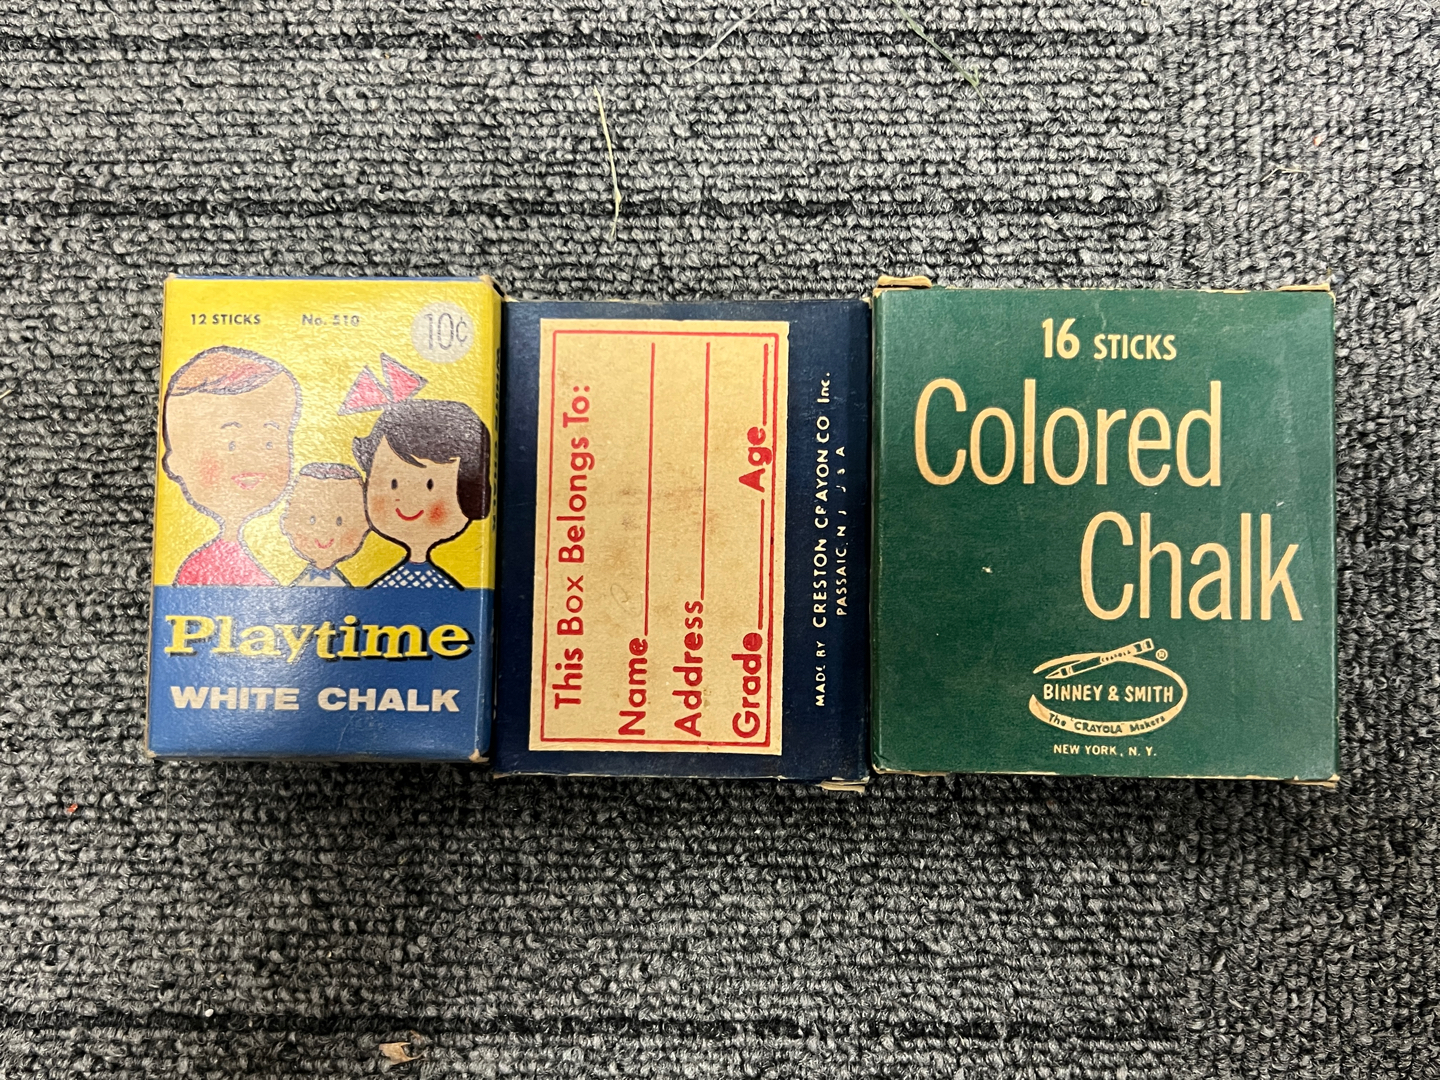 12 STICKS No. 510
10¢
Playtime
WHITE CHALK
This Box Belongs To:
Name
Address
Grade Age
MADE BY CRESTON CRAYON CO Inc.
PASSAIC, N J U S A
16 STICKS
Colored
Chalk
CRAYOLA ®
BINNEY & SMITH
The "CRAYOLA" Makers
NEW YORK, N. Y.